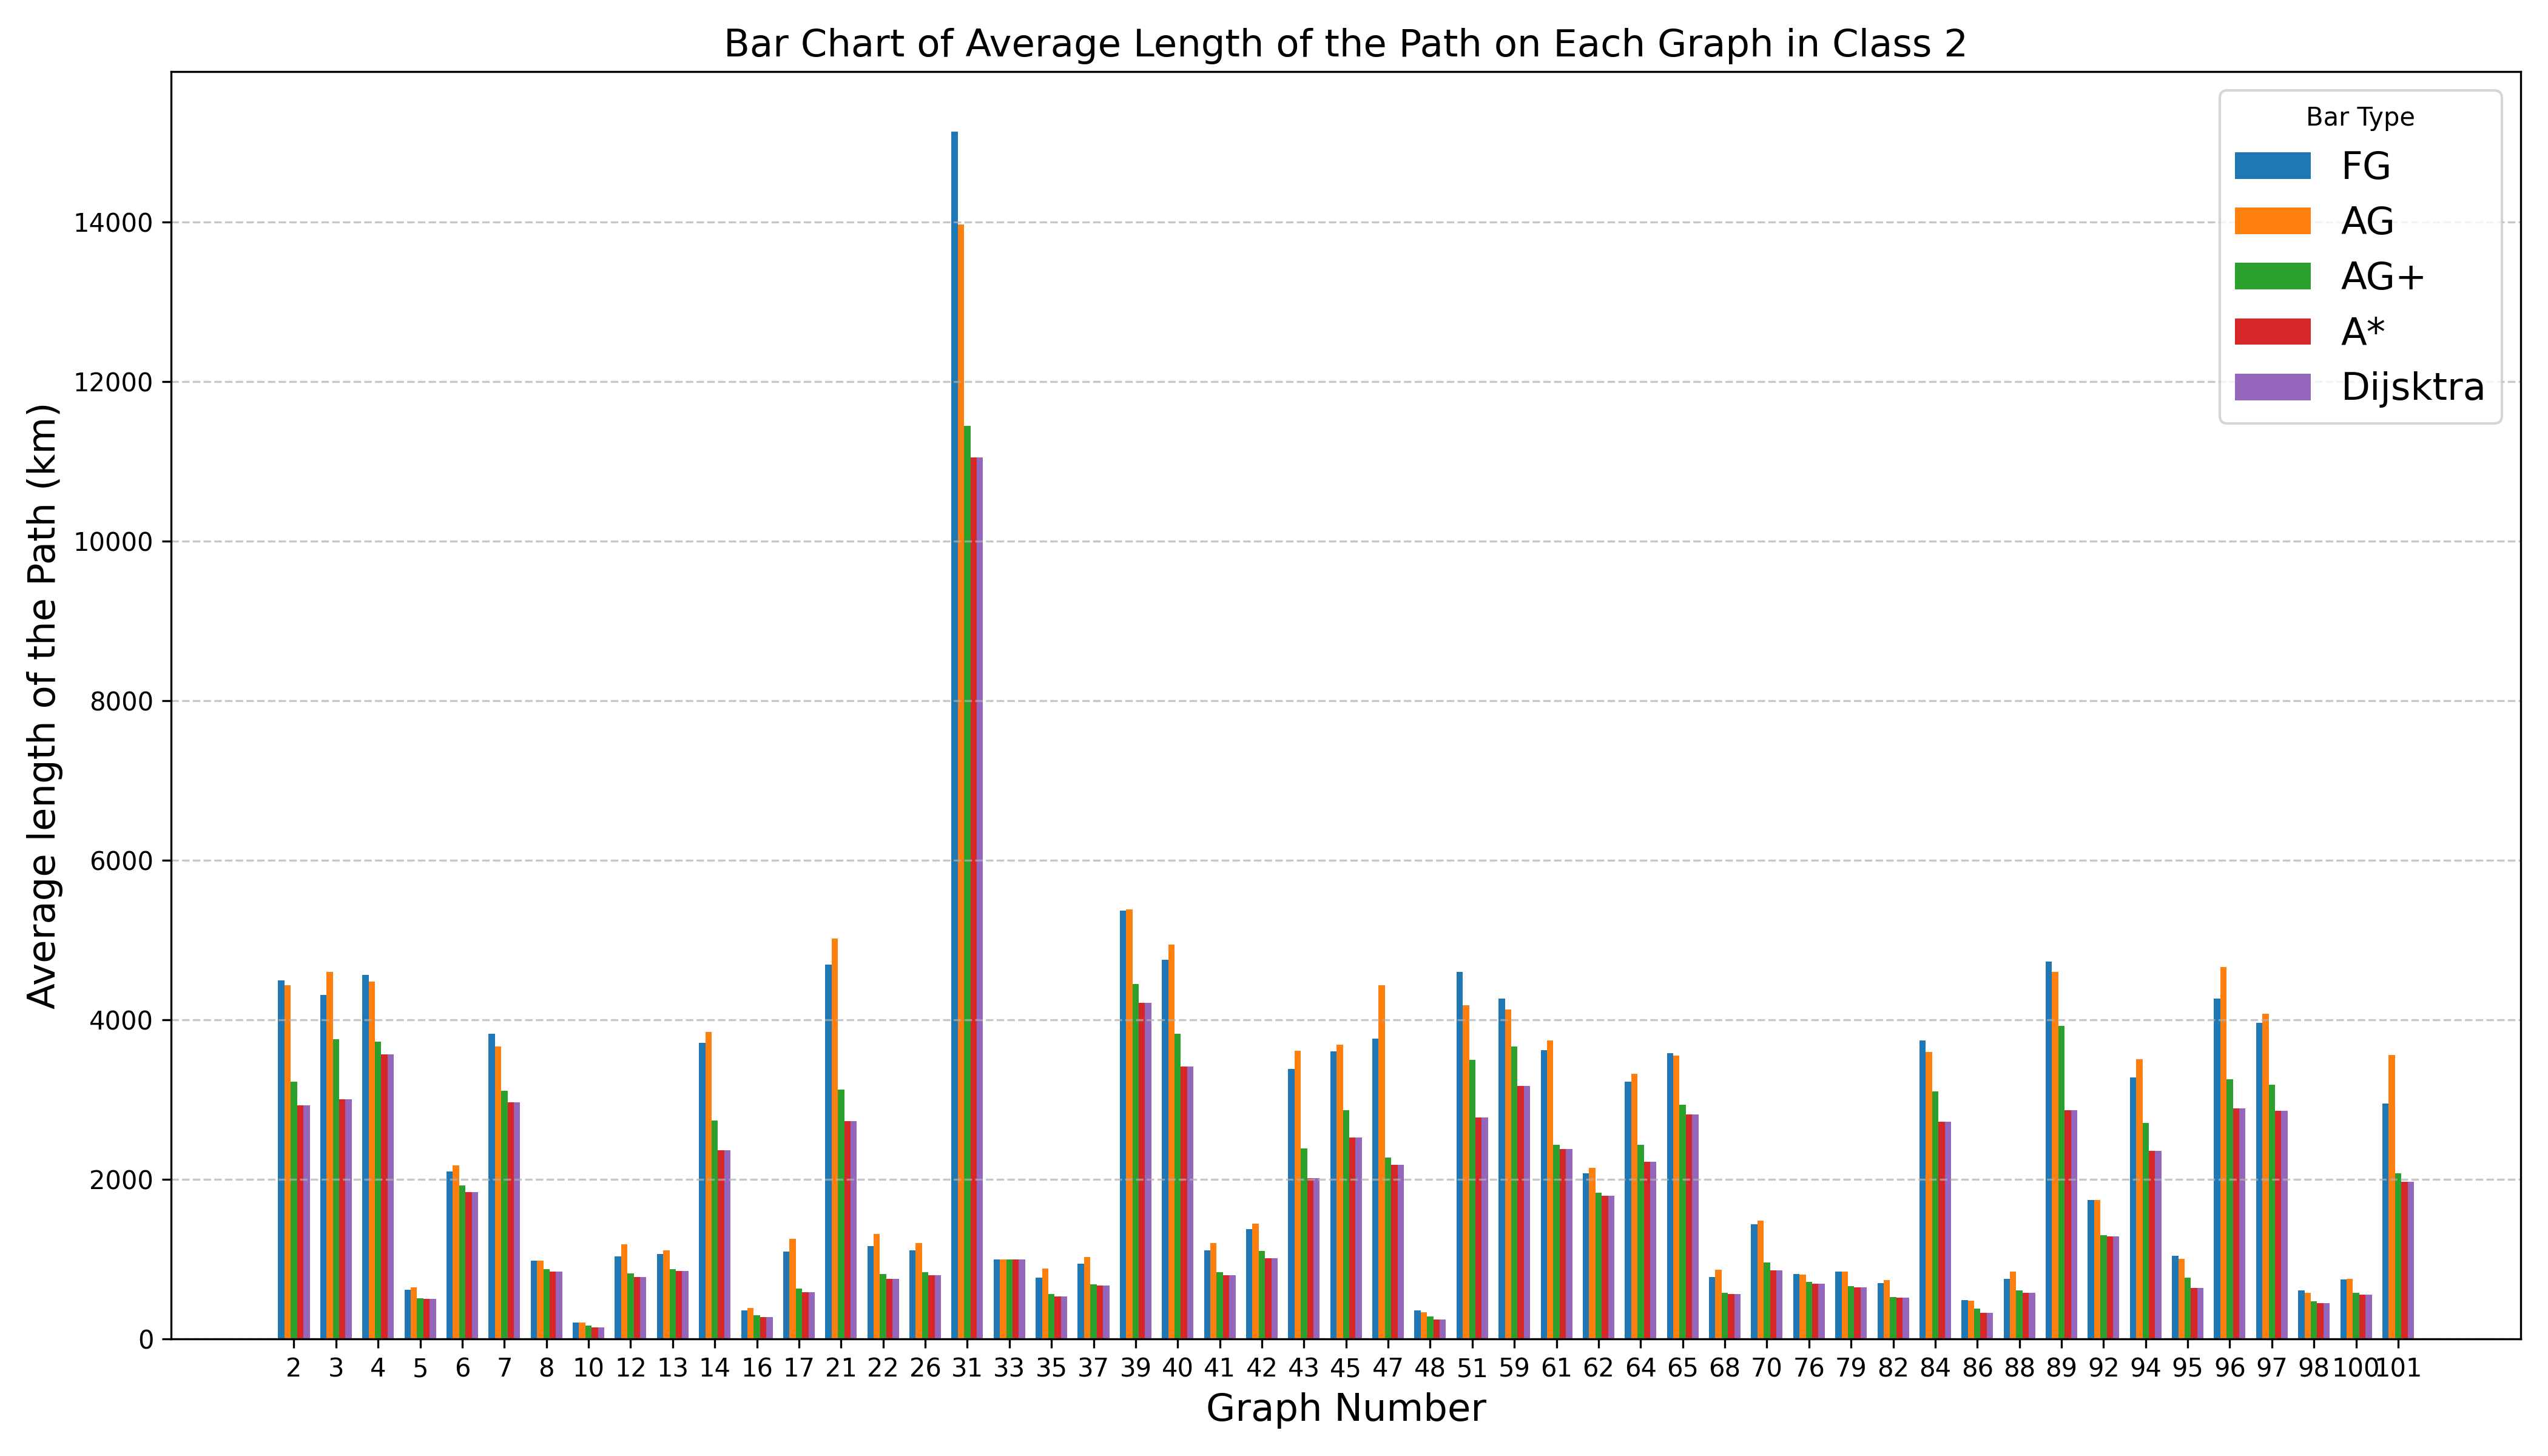 Bar Chart of Average Length of the Path on Each Graph in Class 2
Bar Type
FG
AG
AG+
A*
Dijsktra
Average length of the Path (km)
14000
12000
10000
8000
6000
4000
2000
0
2 3 4 5 6 7 8 10 12 13 14 16 17 21 22 26 31 33 35 37 39 40 41 42 43 45 47 48 51 59 61 62 64 65 68 70 76 79 82 84 86 88 89 92 94 95 96 97 98 100 101
Graph Number